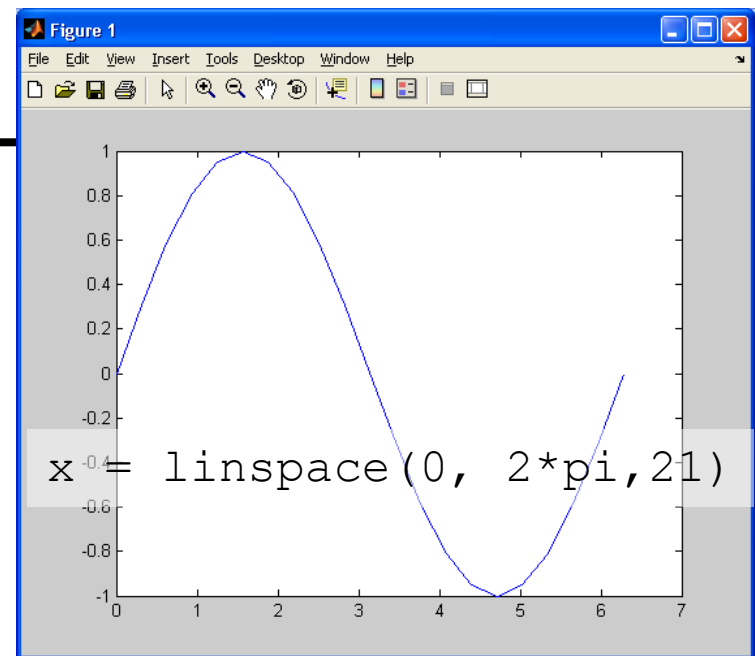 Figure 1
File Edit View Insert Tools Desktop Window Help
1
0.8
0.6
0.4
0.2
0
-0.2
-0.4
x = linspace(0, 2*pi,21)
-0.6
-0.8
-1
0 1 2 3 4 5 6 7